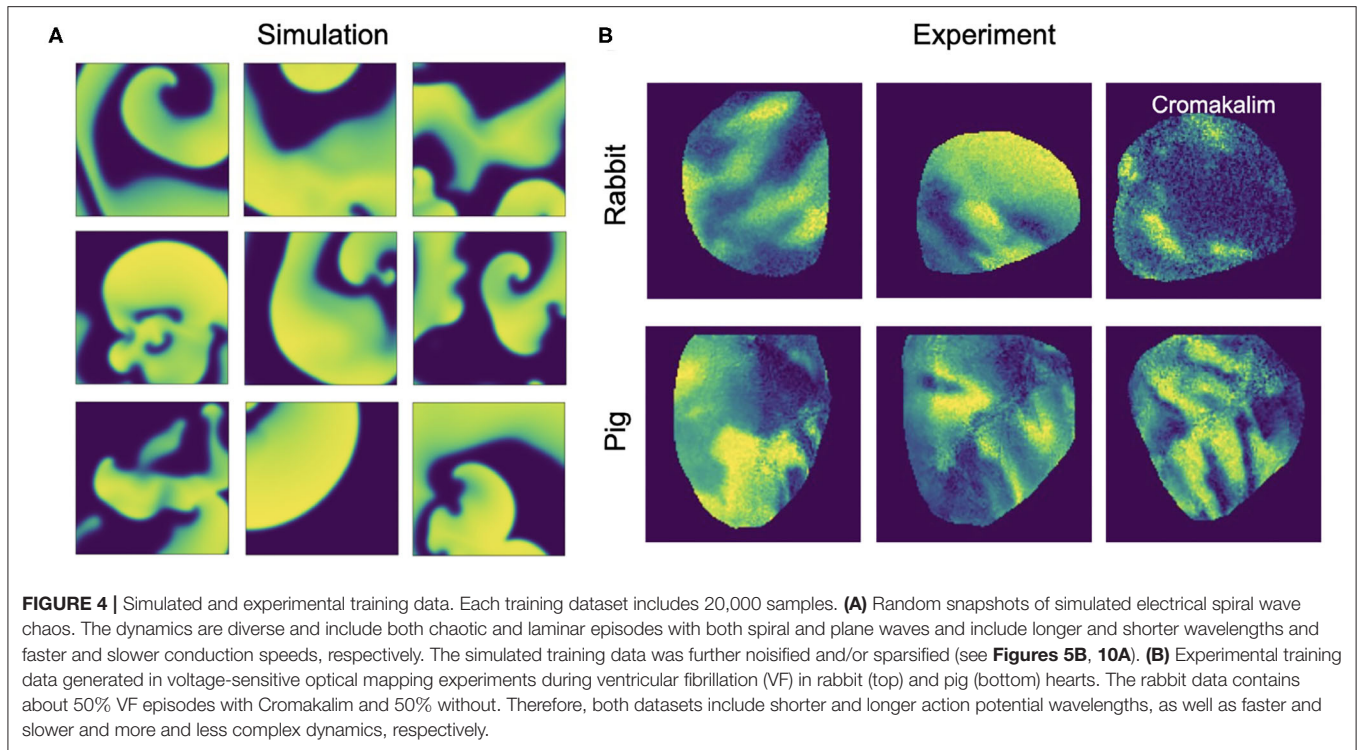 A
Simulation
B
Experiment
Cromakalim
Rabbit
Pig
FIGURE 4 | Simulated and experimental training data. Each training dataset includes 20,000 samples. (A) Random snapshots of simulated electrical spiral wave
chaos. The dynamics are diverse and include both chaotic and laminar episodes with both spiral and plane waves and include longer and shorter wavelengths and
faster and slower conduction speeds, respectively. The simulated training data was further noisified and/or sparsified (see Figures 5B, 10A). (B) Experimental training
data generated in voltage-sensitive optical mapping experiments during ventricular fibrillation (VF) in rabbit (top) and pig (bottom) hearts. The rabbit data contains
about 50% VF episodes with Cromakalim and 50% without. Therefore, both datasets include shorter and longer action potential wavelengths, as well as faster and
slower and more and less complex dynamics, respectively.